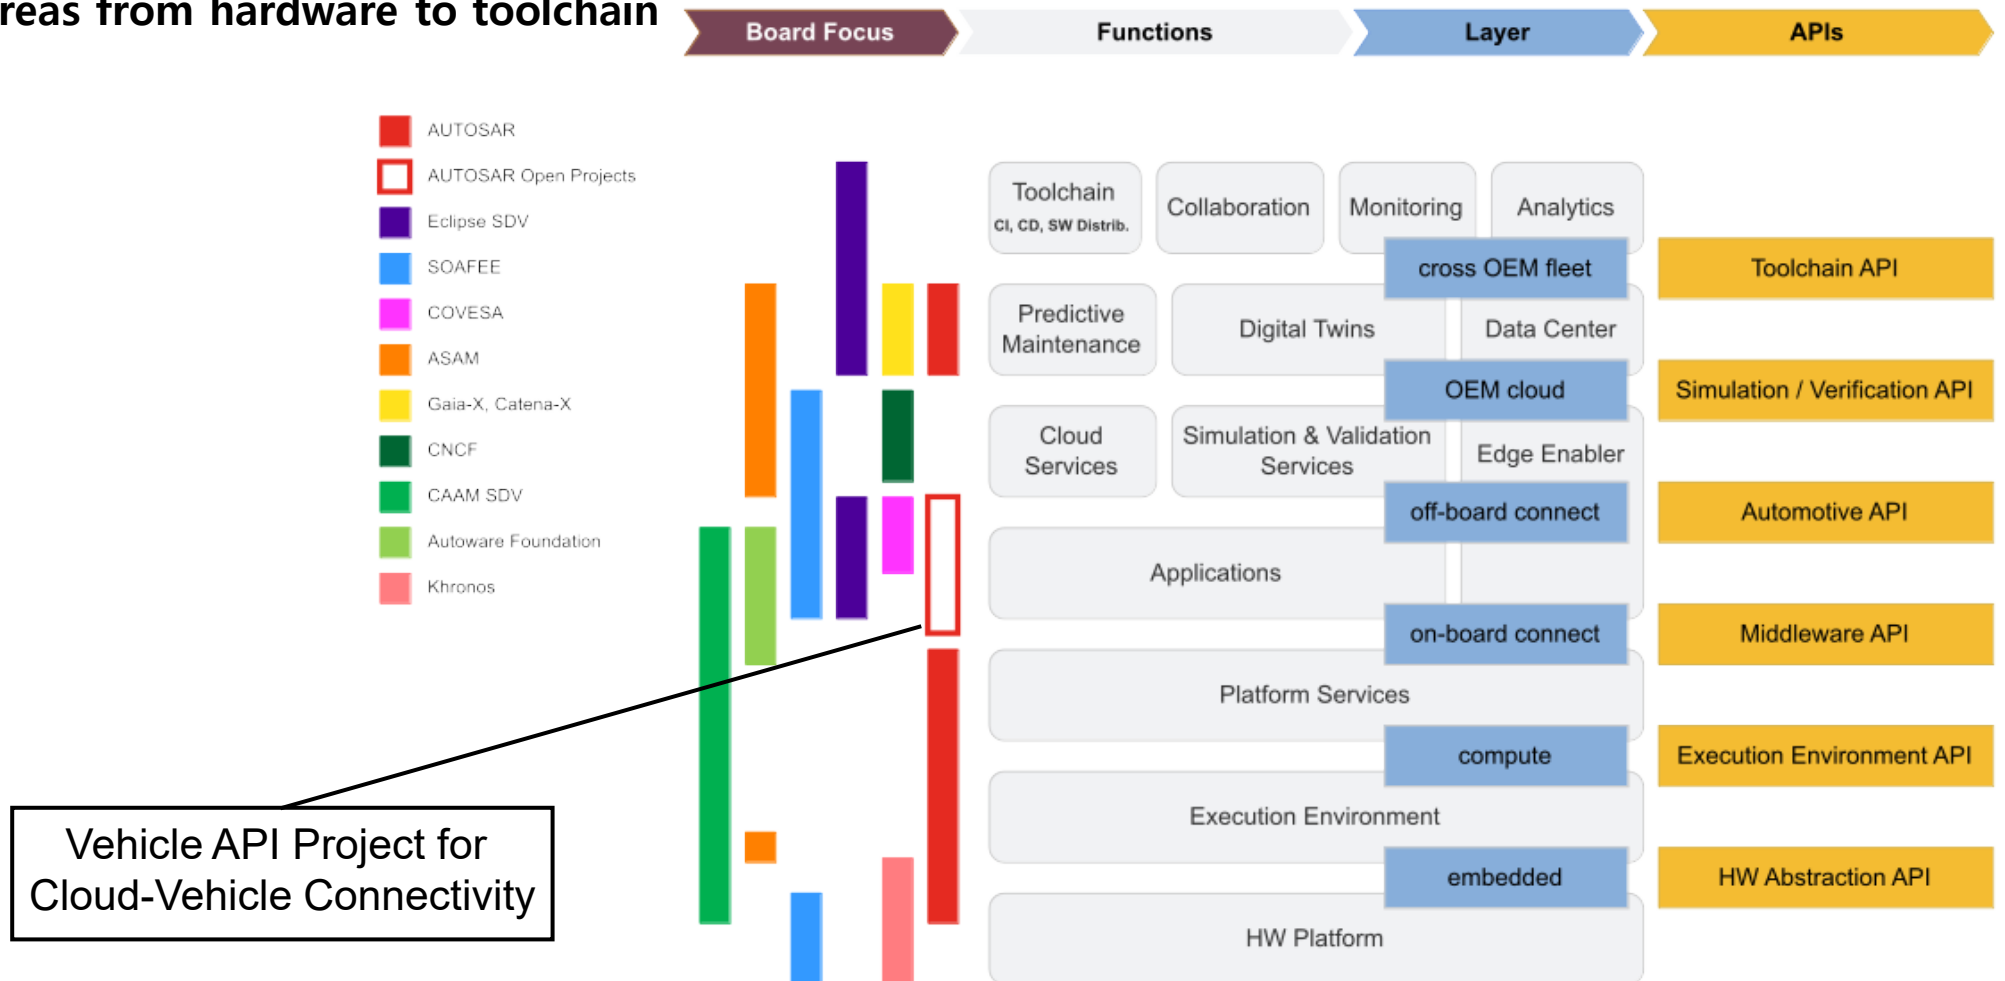 reas from hardware to toolchain
Board Focus
Functions
Layer
APIs
AUTOSAR
AUTOSAR Open Projects
Eclipse SDV
SOAFEE
COVESA
ASAM
Gaia-X, Catena-X
CNCF
CAAM SDV
Autoware Foundation
Khronos
Toolchain
CI, CD, SW Distrib.
Collaboration
Monitoring
Analytics
cross OEM fleet
Toolchain API
Predictive
Maintenance
Digital Twins
Data Center
OEM cloud
Simulation / Verification API
Cloud
Services
Simulation & Validation
Services
Edge Enabler
off-board connect
Automotive API
Applications
on-board connect
Middleware API
Platform Services
compute
Execution Environment API
Execution Environment
embedded
HW Abstraction API
HW Platform
Vehicle API Project for
Cloud-Vehicle Connectivity